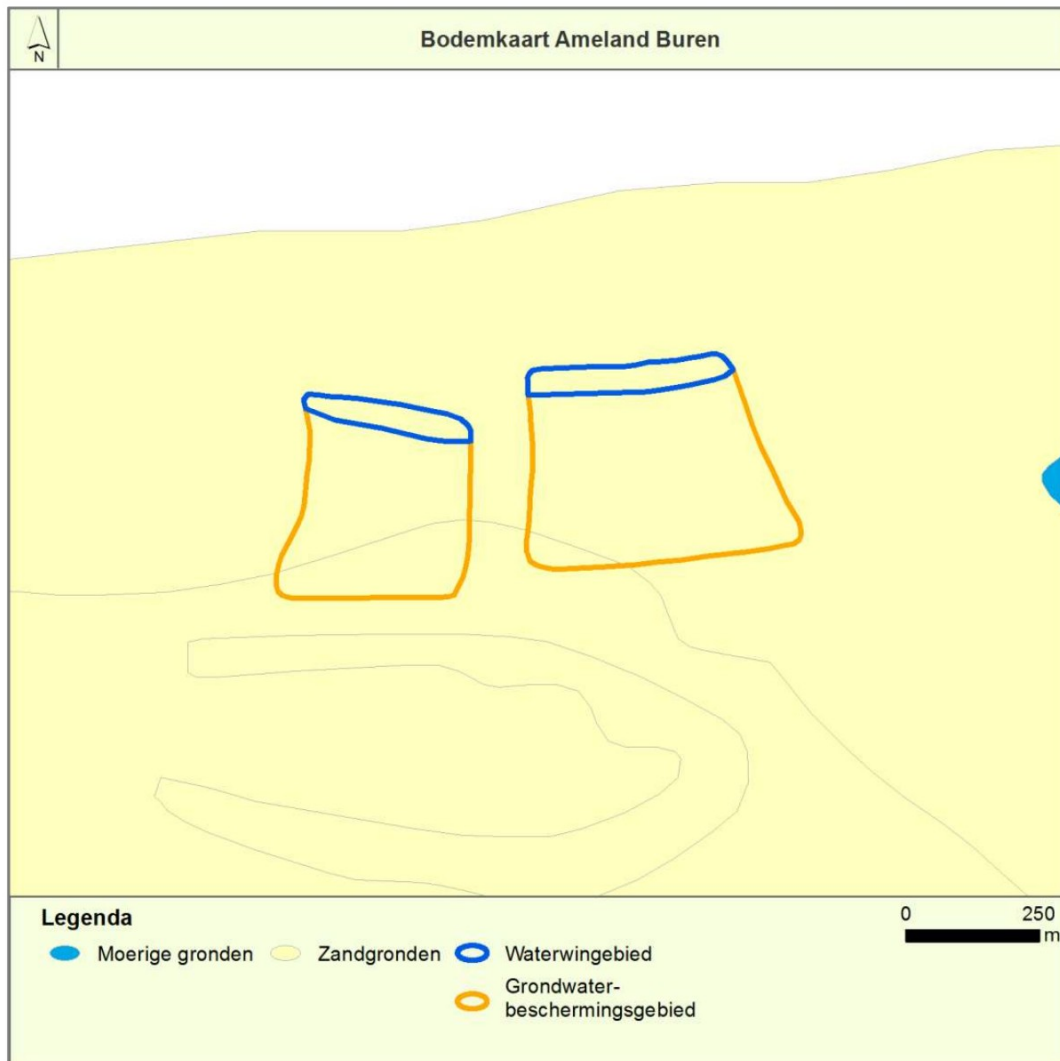 N
Bodemkaart Ameland Buren
Legenda
Moerige gronden
Zandgronden
Waterwingebied
Grondwater-
beschermingsgebied
0 250
m